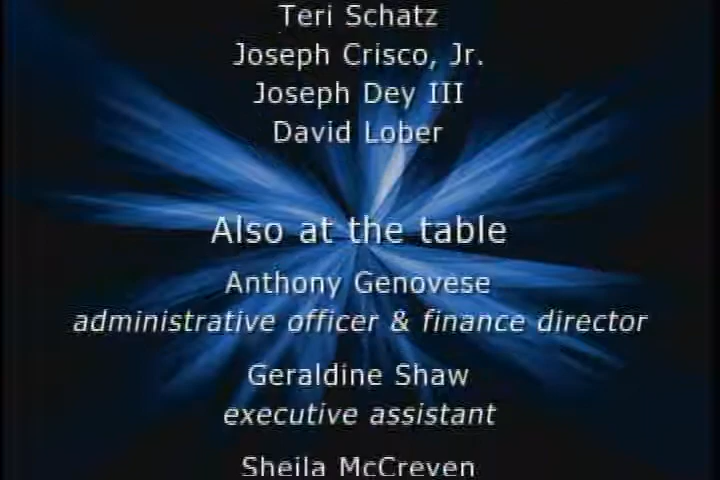 Teri Schatz
Joseph Crisco, Jr.
Joseph Dey III
David Lober
Also at the table
Anthony Genovese
administrative officer & finance director
Geraldine Shaw
executive assistant
Sheila McCreven